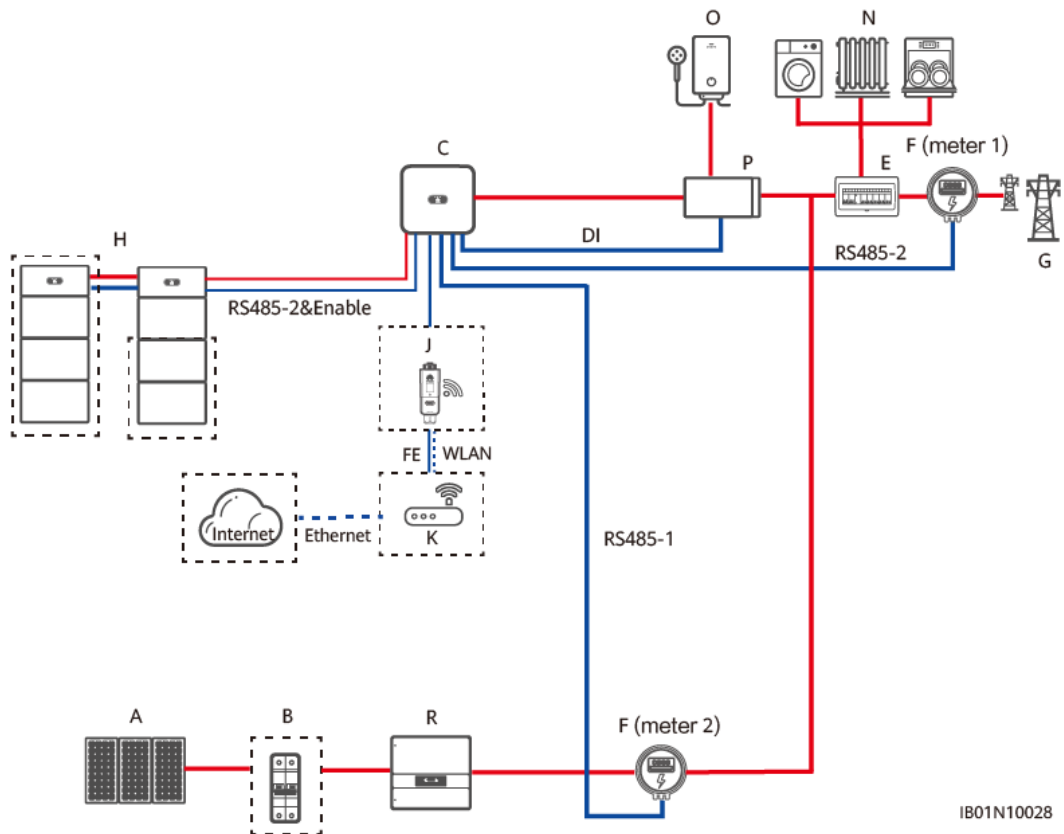 O
N
F (meter 1)
C
P
E
H
DI
RS485-2
G
RS485-2&Enable
J
FE
WLAN
Internet
Ethernet
K
RS485-1
A
B
R
F (meter 2)
IB01N10028